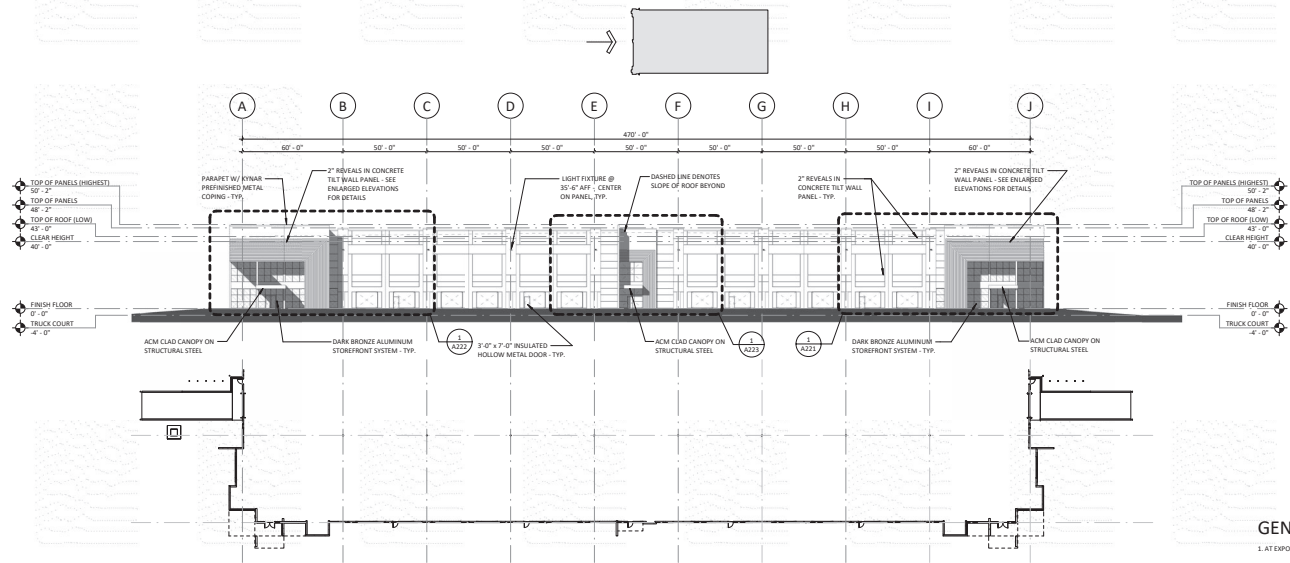 A B C D E F G H I J
470' - 0"
60' - 0" 50' - 0" 50' - 0" 50' - 0" 50' - 0" 50' - 0" 50' - 0" 50' - 0" 60' - 0"
TOP OF PANELS (HIGHEST)
50' - 2"
TOP OF PANELS
48' - 2"
TOP OF ROOF (LOW)
43' - 0"
CLEAR HEIGHT
40' - 0"
FINISH FLOOR
0' - 0"
TRUCK COURT
-4' - 0"
PARAPET W/ KYNAR
PREFINISHED METAL
COPING - TYP.
2" REVEALS IN CONCRETE
TILT WALL PANEL - SEE
ENLARGED ELEVATIONS
FOR DETAILS
LIGHT FIXTURE @
35'-6" AFF - CENTER
ON PANEL, TYP.
DASHED LINE DENOTES
SLOPE OF ROOF BEYOND
2" REVEALS IN
CONCRETE TILT WALL
PANEL - TYP.
2" REVEALS IN CONCRETE TILT
WALL PANEL - SEE ENLARGED
ELEVATIONS FOR DETAILS
TOP OF PANELS (HIGHEST)
50' - 2"
TOP OF PANELS
48' - 2"
TOP OF ROOF (LOW)
43' - 0"
CLEAR HEIGHT
40' - 0"
FINISH FLOOR
0' - 0"
TRUCK COURT
-4' - 0"
ACM CLAD CANOPY ON
STRUCTURAL STEEL
DARK BRONZE ALUMINUM
STOREFRONT SYSTEM - TYP.
1
A222
3'-0" x 7'-0" INSULATED
HOLLOW METAL DOOR - TYP.
ACM CLAD CANOPY ON
STRUCTURAL STEEL
1
A223
1
A221
DARK BRONZE ALUMINUM
STOREFRONT SYSTEM - TYP.
ACM CLAD CANOPY ON
STRUCTURAL STEEL
GEN
1. AT EXPO